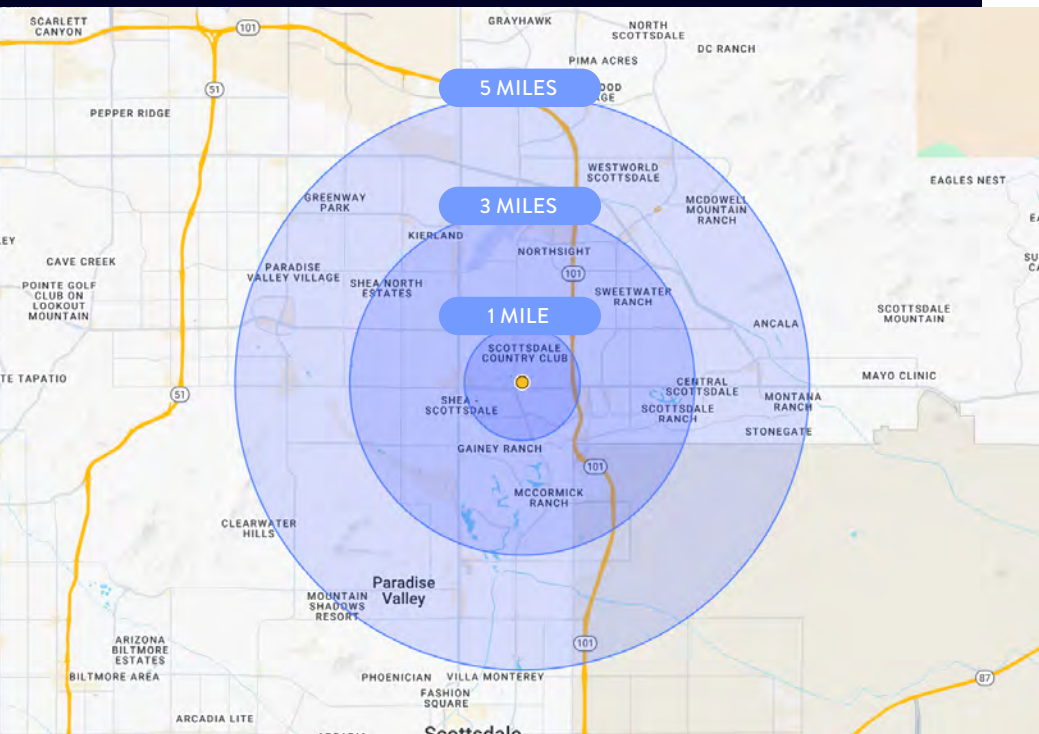 SCARLETT
CANYON
101
GRAYHAWK
NORTH
SCOTTSDALE
DC RANCH
PIMA ACRES
51
5 MILES
PEPPER RIDGE
WESTWORLD
SCOTTSDALE
EAGLES NEST
GREENWAY
PARK
3 MILES
MCDOWELL
MOUNTAIN
RANCH
KIERLAND
NORTHSIGHT
CAVE CREEK
PARADISE
VALLEY VILLAGE
101
POINTE GOLF
CLUB ON
LOOKOUT
MOUNTAIN
SHEA NORTH
ESTATES
SWEETWATER
RANCH
1 MILE
ANCALA
SCOTTSDALE
MOUNTAIN
SCOTTSDALE
COUNTRY CLUB
TE TAPATIO
MAYO CLINIC
51
CENTRAL
SCOTTSDALE
SHEA -
SCOTTSDALE
SCOTTSDALE
RANCH
MONTANA
RANCH
STONEGATE
GAINEY RANCH
101
MCCORMICK
RANCH
CLEARWATER
HILLS
Paradise
Valley
MOUNTAIN
SHADOWS
RESORT
ARIZONA
BILTMORE
ESTATES
101
BILTMORE AREA
PHOENICIAN
VILLA MONTEREY
87
FASHION
SQUARE
ARCADIA LITE
Scottsdale